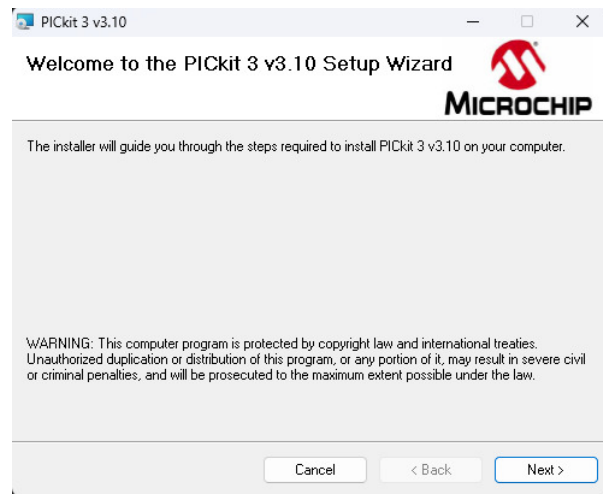 PICkit 3 v3.10
Welcome to the PICkit 3 v3.10 Setup Wizard
MICROCHIP
The installer will guide you through the steps required to install PICkit 3 v3.10 on your computer.
WARNING: This computer program is protected by copyright law and international treaties.
Unauthorized duplication or distribution of this program, or any portion of it, may result in severe civil
or criminal penalties, and will be prosecuted to the maximum extent possible under the law.
Cancel < Back Next >